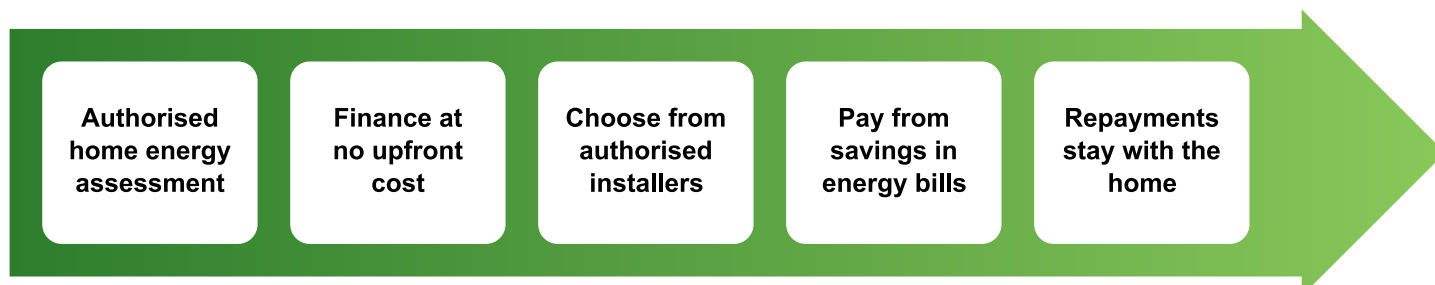 Authorised
home energy
assessment
Finance at
no upfront
cost
Choose from
authorised
installers
Pay from
savings in
energy bills
Repayments
stay with the
home